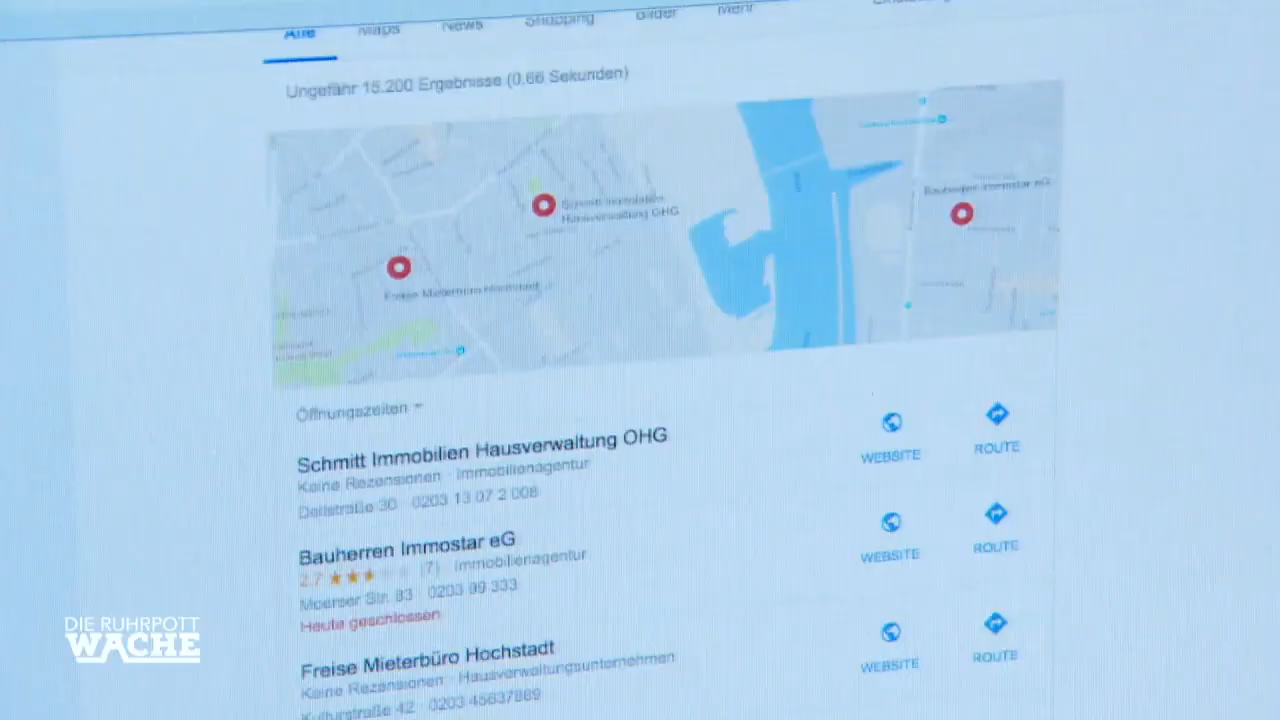 Alle Maps News Shopping Bilder Mehr
Ungefähr 15.200 Ergebnisse (0,66 Sekunden)
Bauherren Immostar eG
Schmitt Immobilien
Hausverwaltung OHG
Freise Mieterbüro Hochstadt
Öffnungszeiten
Schmitt Immobilien Hausverwaltung OHG
Keine Rezensionen · Immobilienagentur
30 · 0203 13 07 2 008
WEBSITE
ROUTE
Bauherren Immostar eG
2,7 (7) · Immobilienagentur
Moerser Str. 83 · 0203 99 333
Heute geschlossen
WEBSITE
ROUTE
Freise Mieterbüro Hochstadt
Keine Rezensionen · Hausverwaltungsunternehmen
Kulturstraße 42 · 0203 45637889
WEBSITE
ROUTE
DIE RUHRPOTT
WACHE